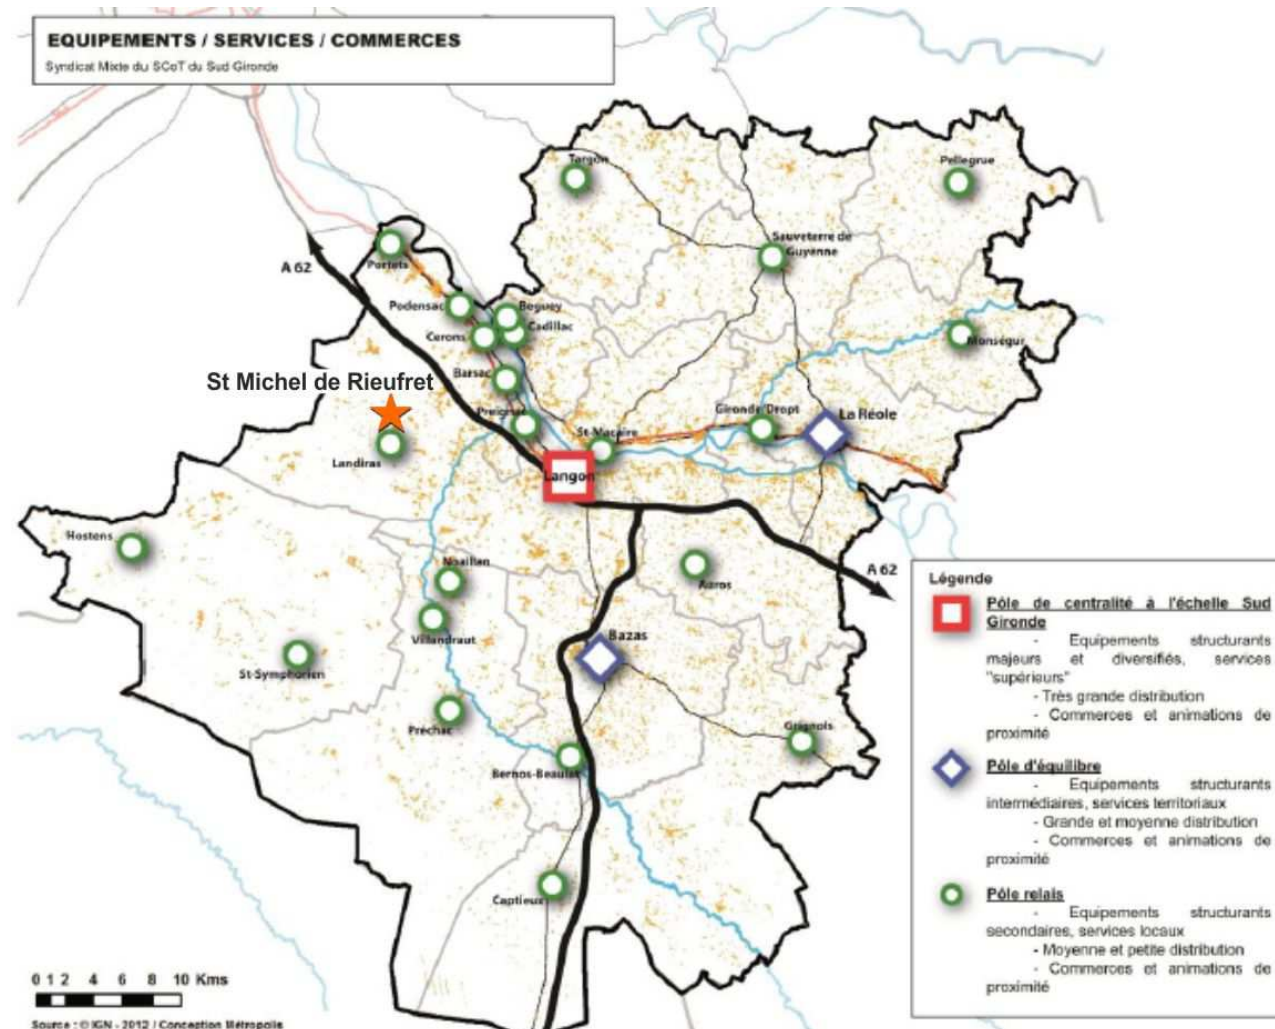 EQUIPEMENTS / SERVICES / COMMERCES
Syndicat Mixte du SCoT du Sud Gironde
Targon
Pellegrue
Sauveterre de
Guyenne
Portets
A 62
Podensac
Beguey
Cadillac
Cerons
Monségur
Barsac
St Michel de Rieufret
Preignac
Gironde/Dropt
La Réole
St-Macaire
Landiras
Langon
Hostens
Noaillan
Auros
A 62
Villandraut
Bazas
St-Symphorien
Préchac
Grignols
Bernos-Beaulac
Captieux
Légende
Pôle de centralité à l'échelle Sud
Gironde
- Equipements structurants
majeurs et diversifiés, services
"supérieurs"
- Très grande distribution
- Commerces et animations de
proximité
Pôle d'équilibre
- Equipements structurants
intermédiaires, services territoriaux
- Grande et moyenne distribution
- Commerces et animations de
proximité
Pôle relais
- Equipements structurants
secondaires, services locaux
- Moyenne et petite distribution
- Commerces et animations de
proximité
0 1 2 4 6 8 10 Kms
Source : © IGN - 2012 / Conception Métropolis